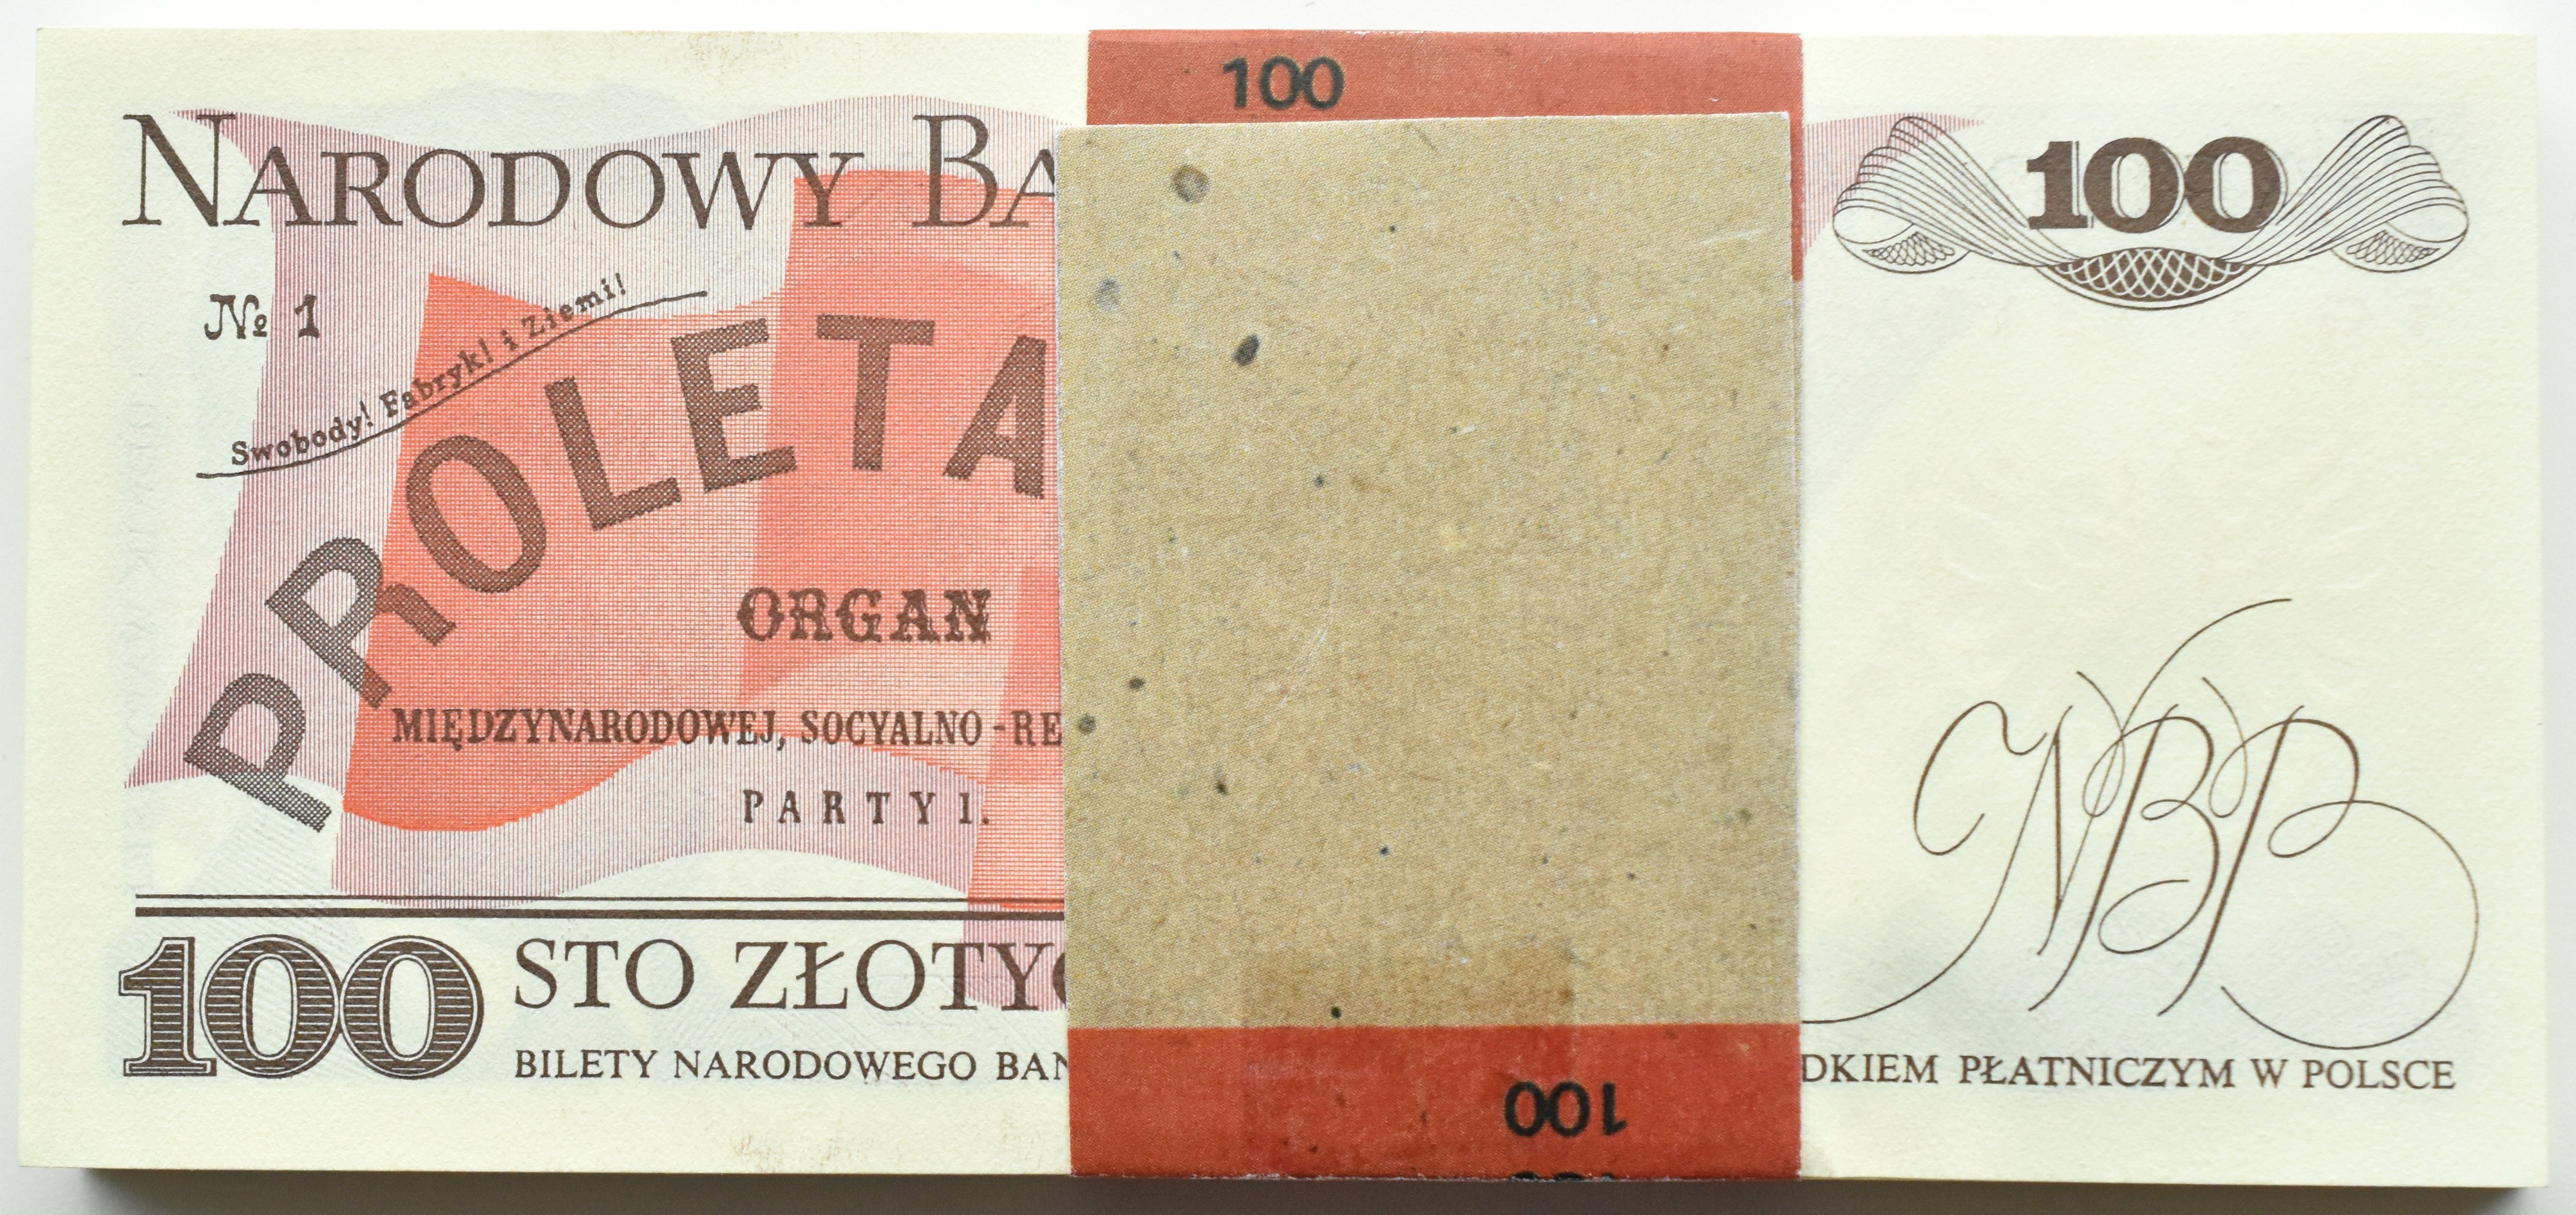 100
NARODOWY BA
100
№ 1
Swobody! Fabryk! i Ziemi!
PROLETA
ORGAN
MIĘDZYNARODOWEJ, SOCYALNO-RE
PARTYI.
NBP
100
STO ZŁOTYC
BILETY NARODOWEGO BAN
DKIEM PŁATNICZYM W POLSCE
100